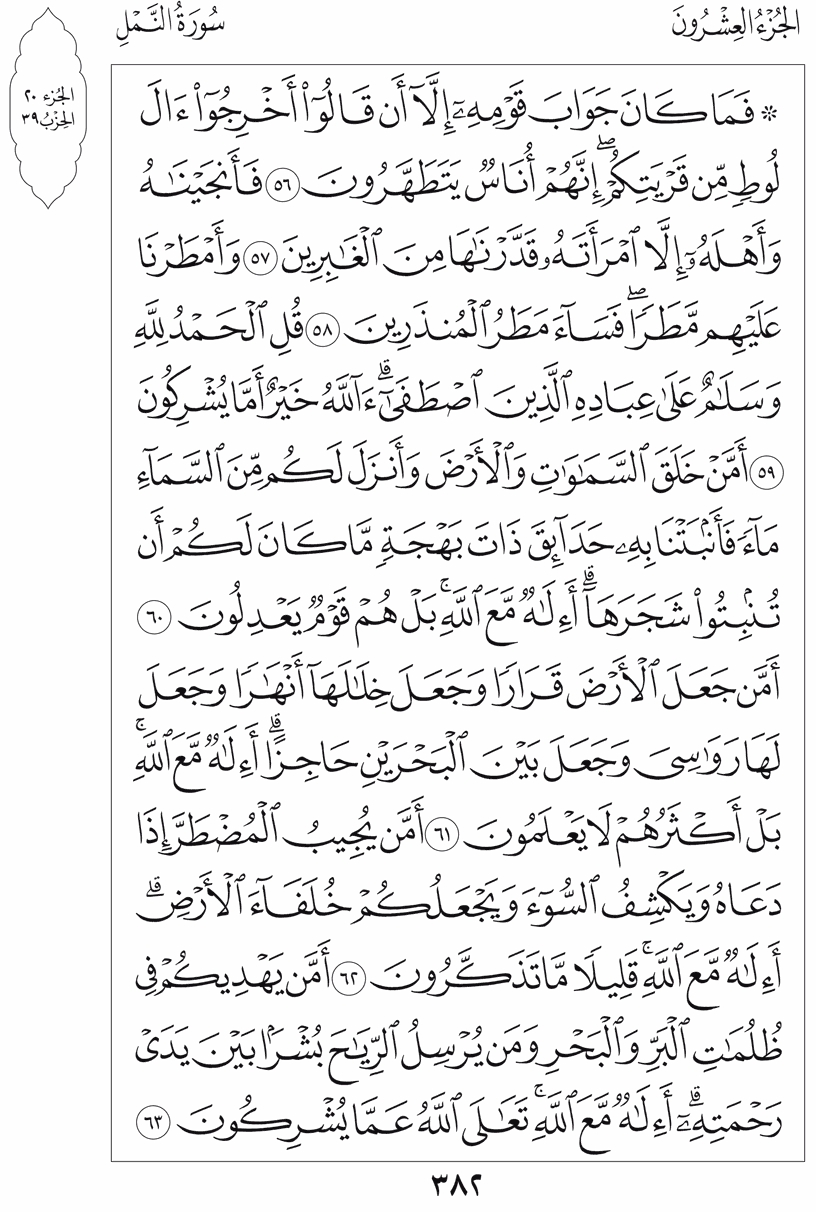 الجُزْءُ العِشْرُونَ
سُورَةُ النَّمْلِ
الجُزء ٢٠
الحِزْبُ ٣٩
۞ فَمَا كَانَ جَوَابَ قَوْمِهِۦٓ إِلَّآ أَن قَالُوٓا۟ أَخْرِجُوٓا۟ ءَالَ
لُوطٍ مِّن قَرْيَتِكُمْ ۖ إِنَّهُمْ أُنَاسٌ يَتَطَهَّرُونَ ٥٦ فَأَنجَيْنَـٰهُ
وَأَهْلَهُۥٓ إِلَّا ٱمْرَأَتَهُۥ قَدَّرْنَـٰهَا مِنَ ٱلْغَـٰبِرِينَ ٥٧ وَأَمْطَرْنَا
عَلَيْهِم مَّطَرًا ۖ فَسَآءَ مَطَرُ ٱلْمُنذَرِينَ ٥٨ قُلِ ٱلْحَمْدُ لِلَّهِ
وَسَلَـٰمٌ عَلَىٰ عِبَادِهِ ٱلَّذِينَ ٱصْطَفَىٰٓ ۗ ءَآللَّهُ خَيْرٌ أَمَّا يُشْرِكُونَ
٥٩ أَمَّنْ خَلَقَ ٱلسَّمَـٰوَٰتِ وَٱلْأَرْضَ وَأَنزَلَ لَكُم مِّنَ ٱلسَّمَآءِ
مَآءً فَأَنۢبَتْنَا بِهِۦ حَدَآئِقَ ذَاتَ بَهْجَةٍ مَّا كَانَ لَكُمْ أَن
تُنۢبِتُوا۟ شَجَرَهَآ ۗ أَءِلَـٰهٌ مَّعَ ٱللَّهِ ۚ بَلْ هُمْ قَوْمٌ يَعْدِلُونَ ٦٠
أَمَّن جَعَلَ ٱلْأَرْضَ قَرَارًا وَجَعَلَ خِلَـٰلَهَآ أَنْهَـٰرًا وَجَعَلَ
لَهَا رَوَٰسِىَ وَجَعَلَ بَيْنَ ٱلْبَحْرَيْنِ حَاجِزًا ۗ أَءِلَـٰهٌ مَّعَ ٱللَّهِ ۚ
بَلْ أَكْثَرُهُمْ لَا يَعْلَمُونَ ٦١ أَمَّن يُجِيبُ ٱلْمُضْطَرَّ إِذَا
دَعَاهُ وَيَكْشِفُ ٱلسُّوٓءَ وَيَجْعَلُكُمْ خُلَفَآءَ ٱلْأَرْضِ ۗ
أَءِلَـٰهٌ مَّعَ ٱللَّهِ ۚ قَلِيلًا مَّا تَذَكَّرُونَ ٦٢ أَمَّن يَهْدِيكُمْ فِى
ظُلُمَـٰتِ ٱلْبَرِّ وَٱلْبَحْرِ وَمَن يُرْسِلُ ٱلرِّيَـٰحَ بُشْرًۢا بَيْنَ يَدَىْ
رَحْمَتِهِۦٓ ۗ أَءِلَـٰهٌ مَّعَ ٱللَّهِ ۚ تَعَـٰلَى ٱللَّهُ عَمَّا يُشْرِكُونَ ٦٣
٣٨٢